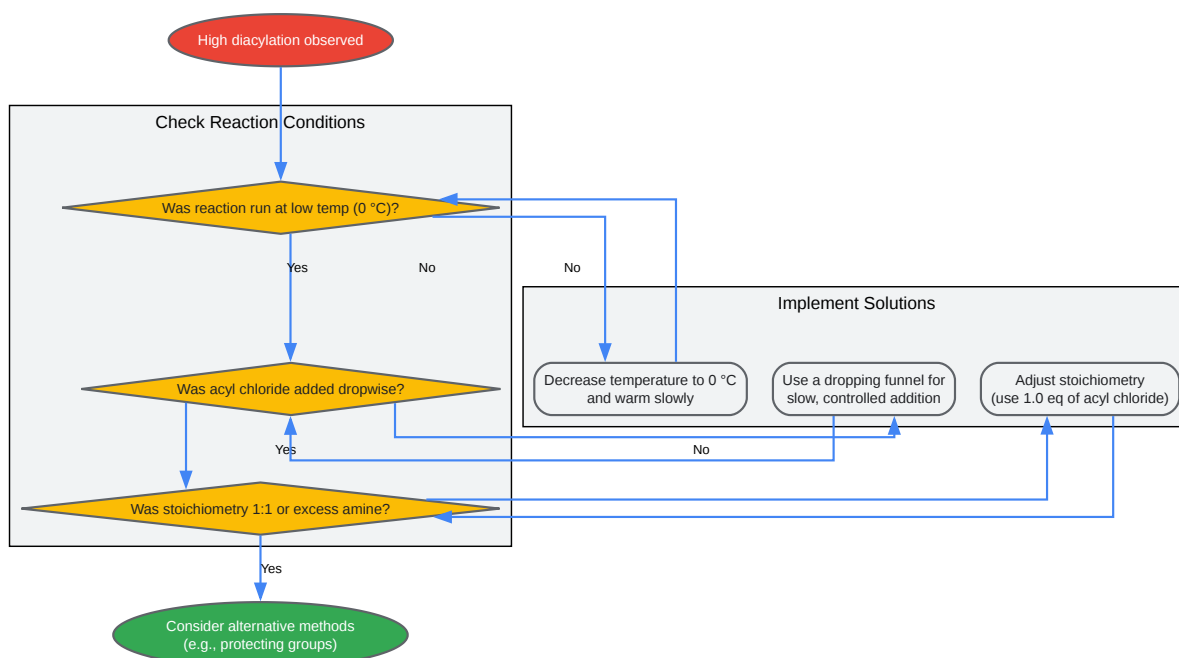 High diacylation observed
Check Reaction Conditions
Was reaction run at low temp (0 °C)?
Yes
No
No
Implement Solutions
Was acyl chloride added dropwise?
Decrease temperature to 0 °C
and warm slowly
Use a dropping funnel for
slow, controlled addition
Adjust stoichiometry
(use 1.0 eq of acyl chloride)
Yes
No
Was stoichiometry 1:1 or excess amine?
Yes
Consider alternative methods
(e.g., protecting groups)